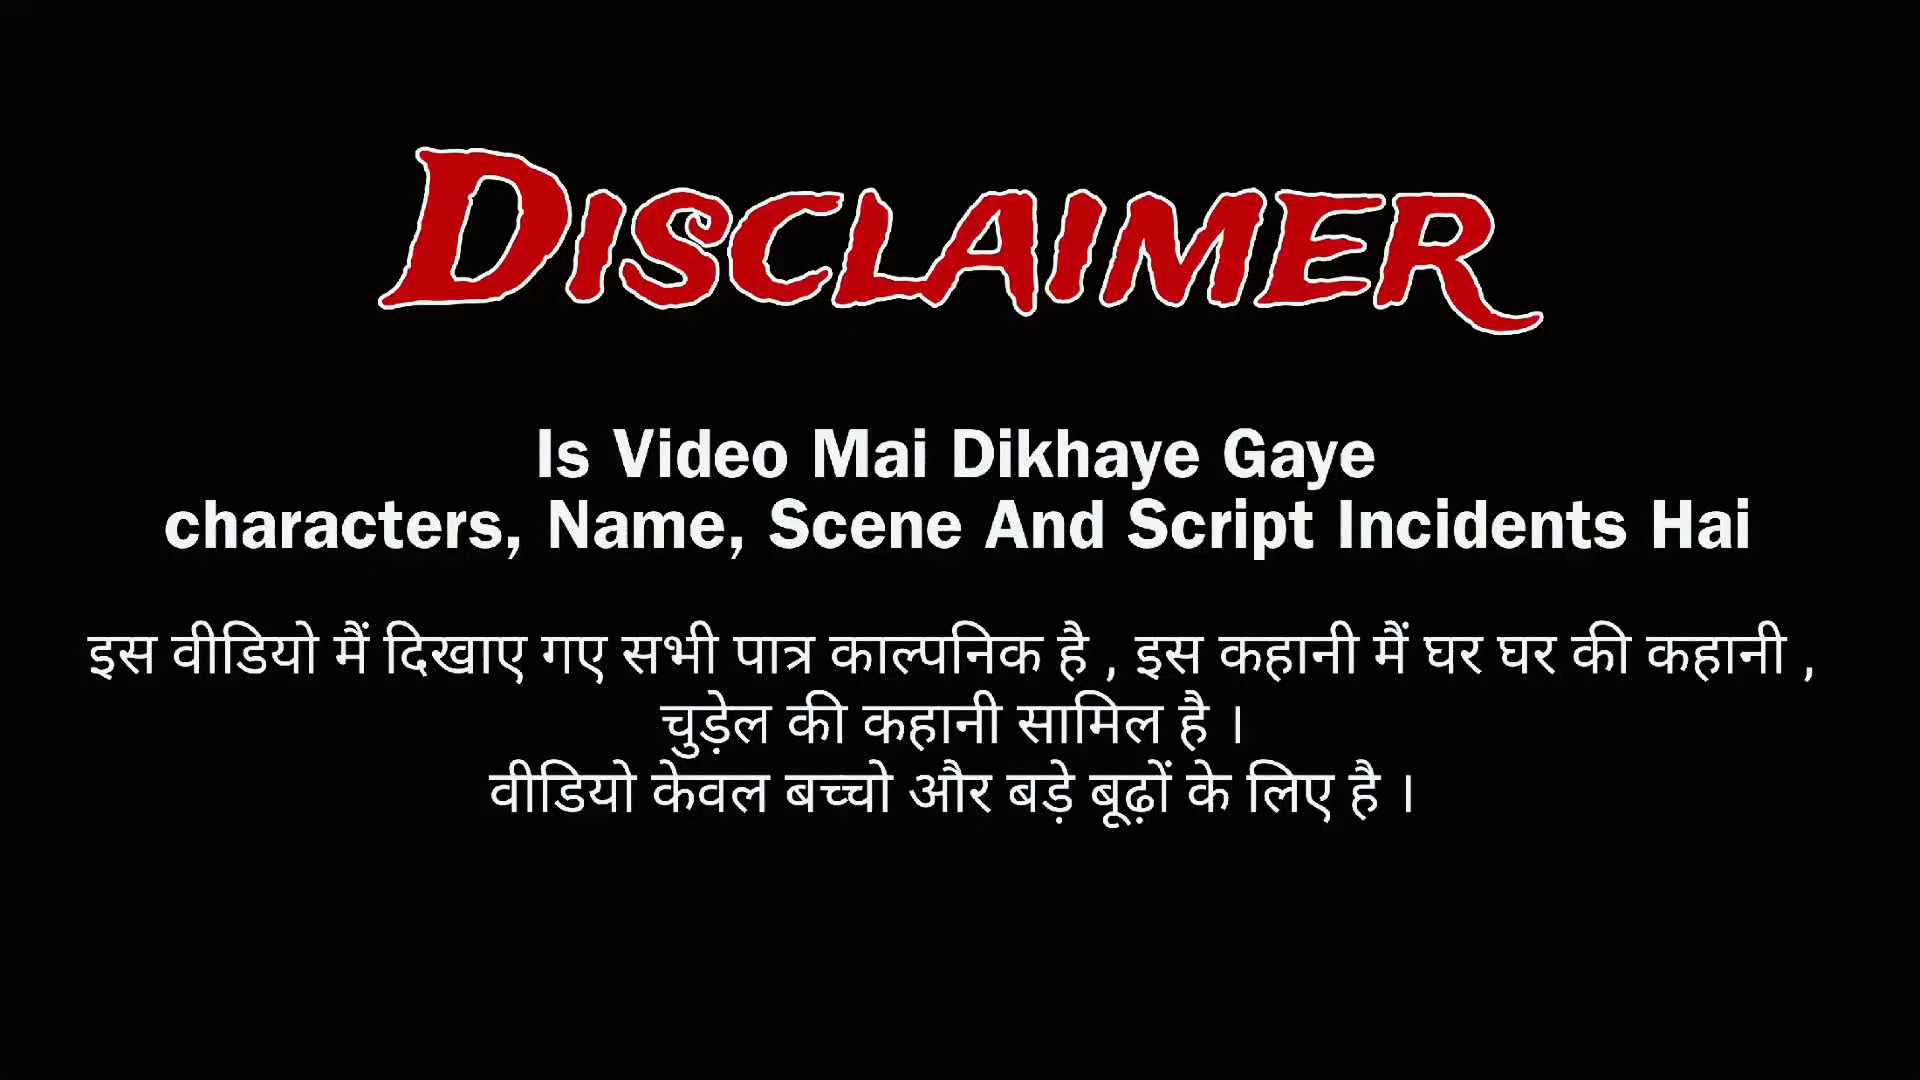 DISCLAIMER
Is Video Mai Dikhaye Gaye
characters, Name, Scene And Script Incidents Hai
इस वीडियो मैं दिखाए गए सभी पात्र काल्पनिक है , इस कहानी मैं घर घर की कहानी ,
चुड़ेल की कहानी सामिल है ।
वीडियो केवल बच्चो और बड़े बूढ़ों के लिए है ।